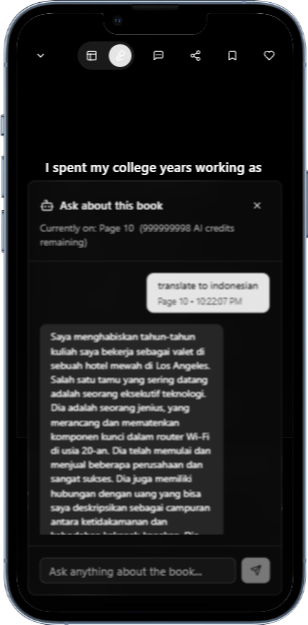 I spent my college years working as
Ask about this book
Currently on: Page 10 (999999998 AI credits
remaining)
translate to indonesian
Page 10 • 10:22:07 PM
Saya menghabiskan tahun-tahun
kuliah saya bekerja sebagai valet di
sebuah hotel mewah di Los Angeles.
Salah satu tamu yang sering datang
adalah seorang eksekutif teknologi.
Dia adalah seorang jenius, yang
merancang dan mematenkan
komponen kunci dalam router Wi-Fi
di usia 20-an. Dia telah memulai dan
menjual beberapa perusahaan dan
sangat sukses. Dia juga memiliki
hubungan dengan uang yang bisa
saya deskripsikan sebagai campuran
antara ketidakamanan dan
Ask anything about the book...